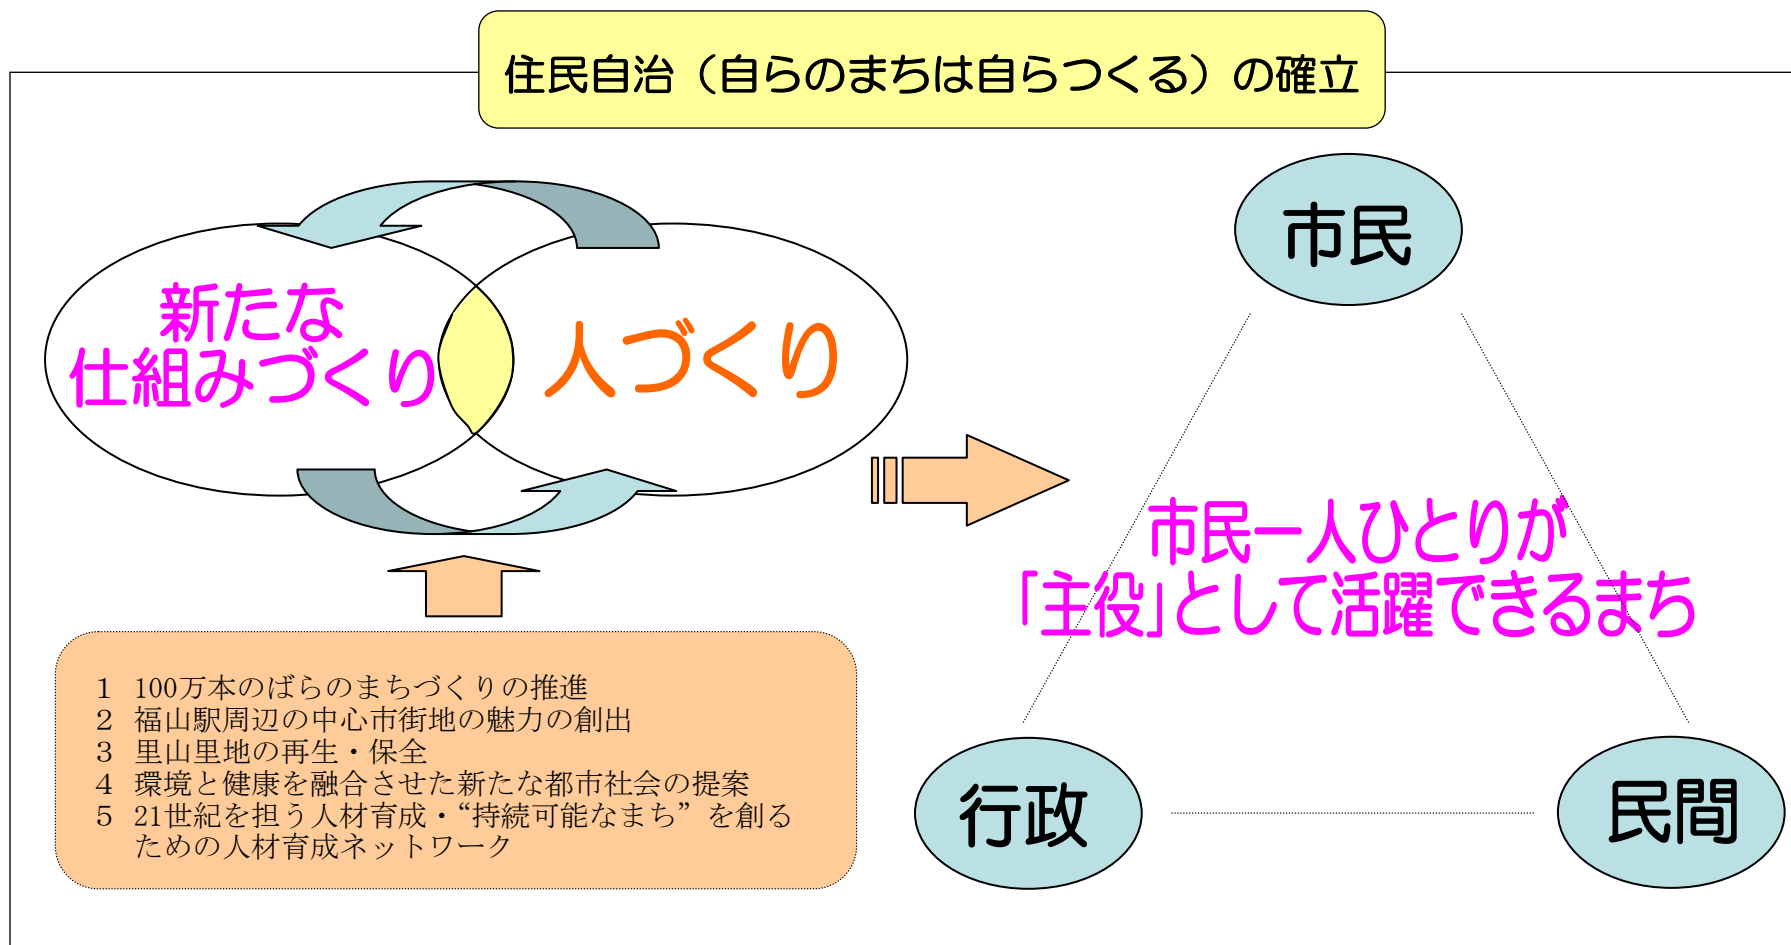 住民自治（自らのまちは自らつくる）の確立
新たな
仕組みづくり
人づくり
1 100万本のばらのまちづくりの推進
2 福山駅周辺の中心市街地の魅力の創出
3 里山里地の再生・保全
4 環境と健康を融合させた新たな都市社会の提案
5 21世紀を担う人材育成・“持続可能なまち”を創る
ための人材育成ネットワーク
市民
市民一人ひとりが
「主役」として活躍できるまち
行政
民間